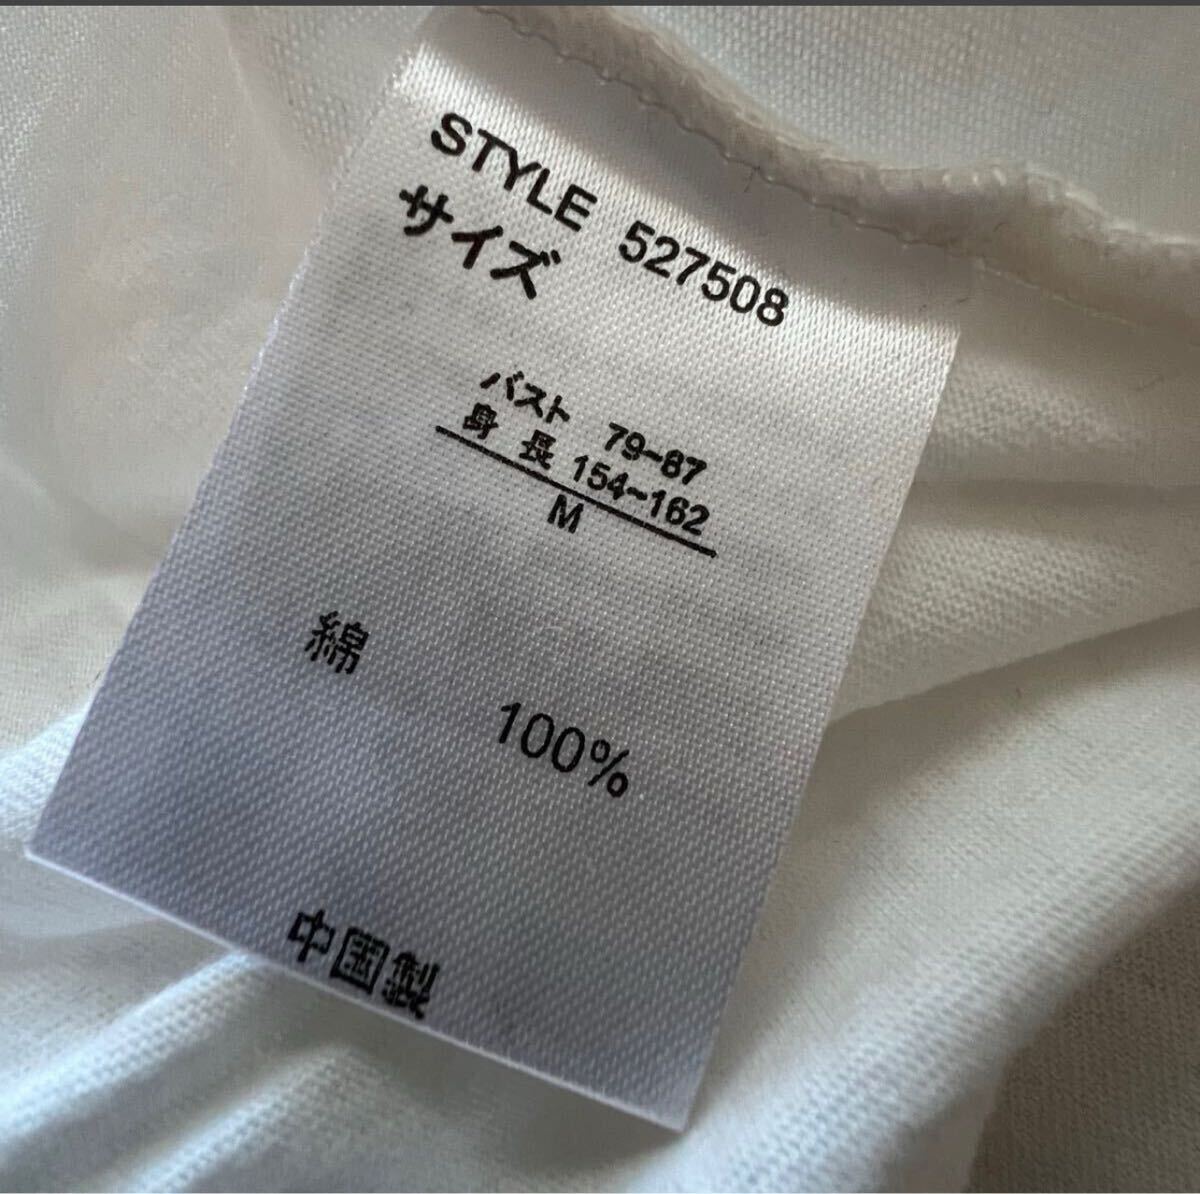 STYLE 527508
サイズ
バスト 79~87
身長 154~162
M
綿 100%
中国製